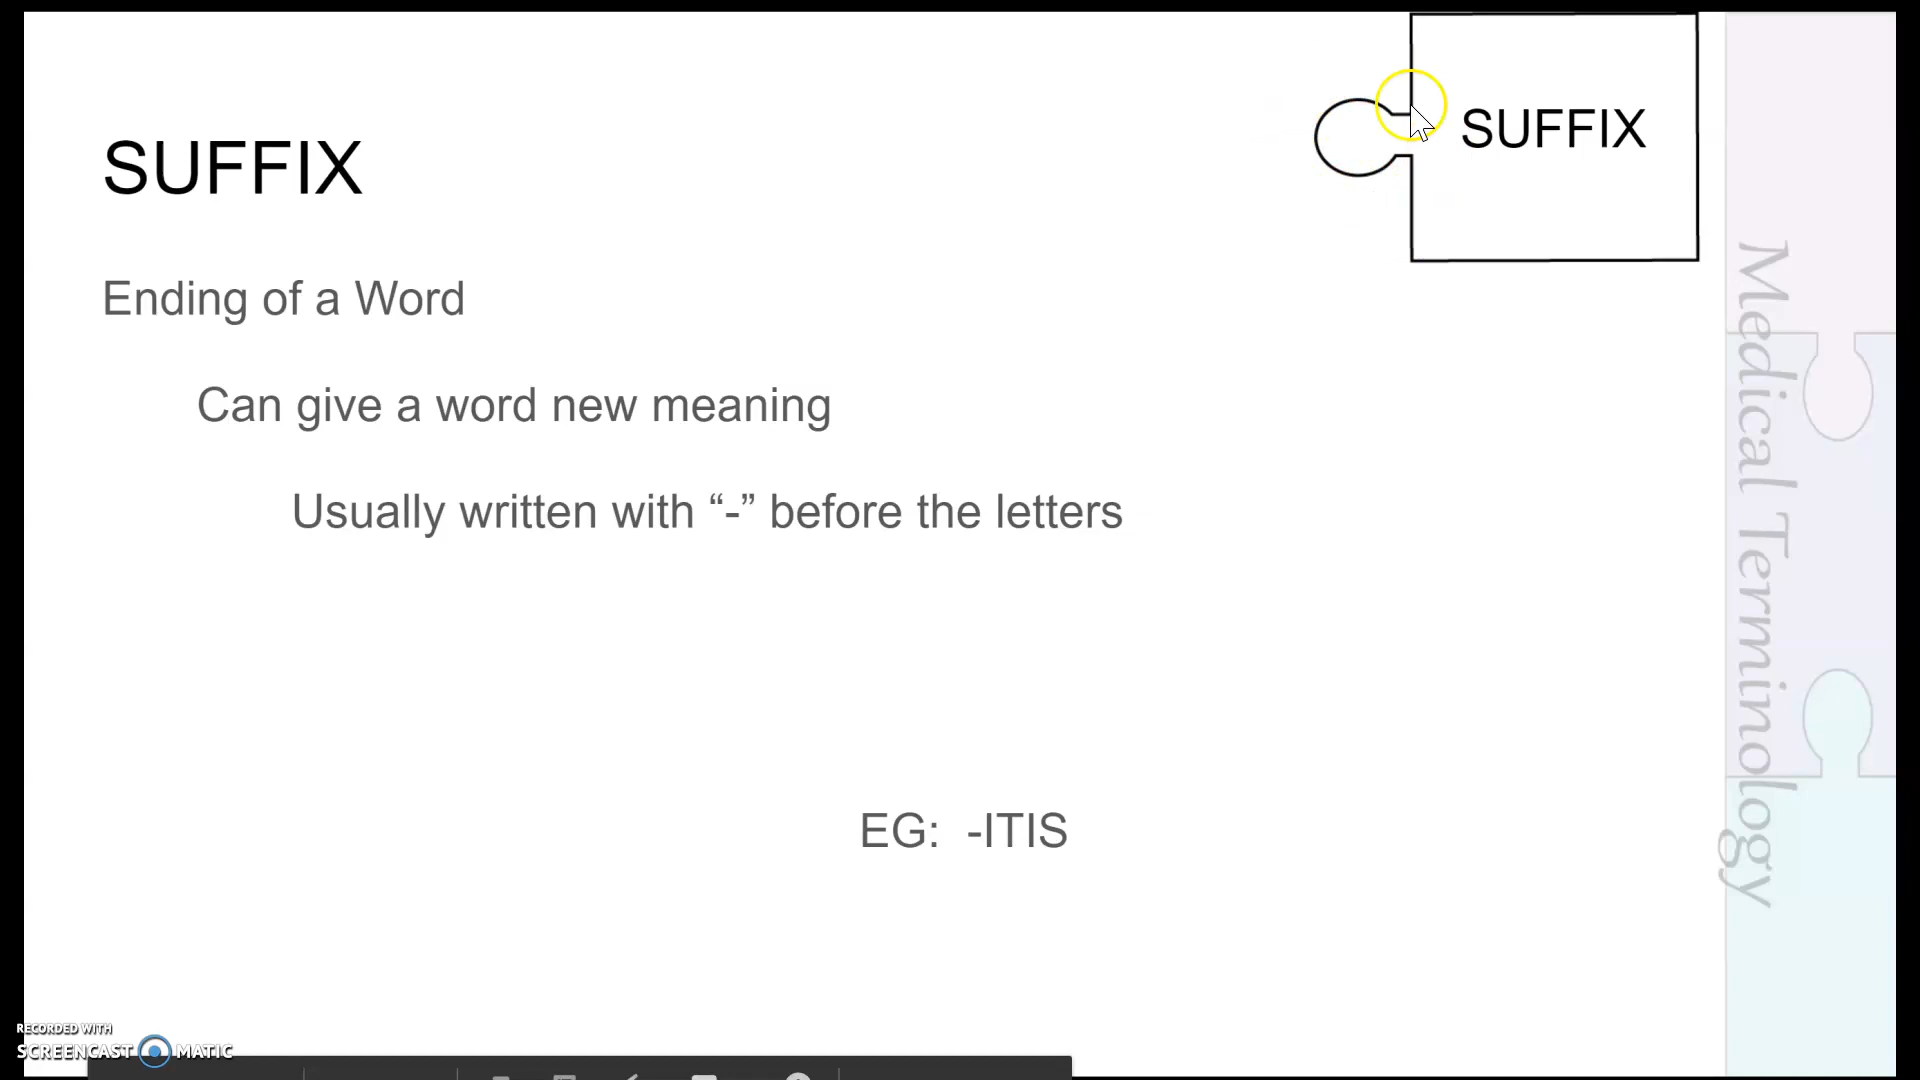 SUFFIX
SUFFIX
Ending of a Word
Can give a word new meaning
Usually written with “-” before the letters
EG:  -ITIS
Medical Terminology
RECORDED WITH
SCREENCAST MATIC